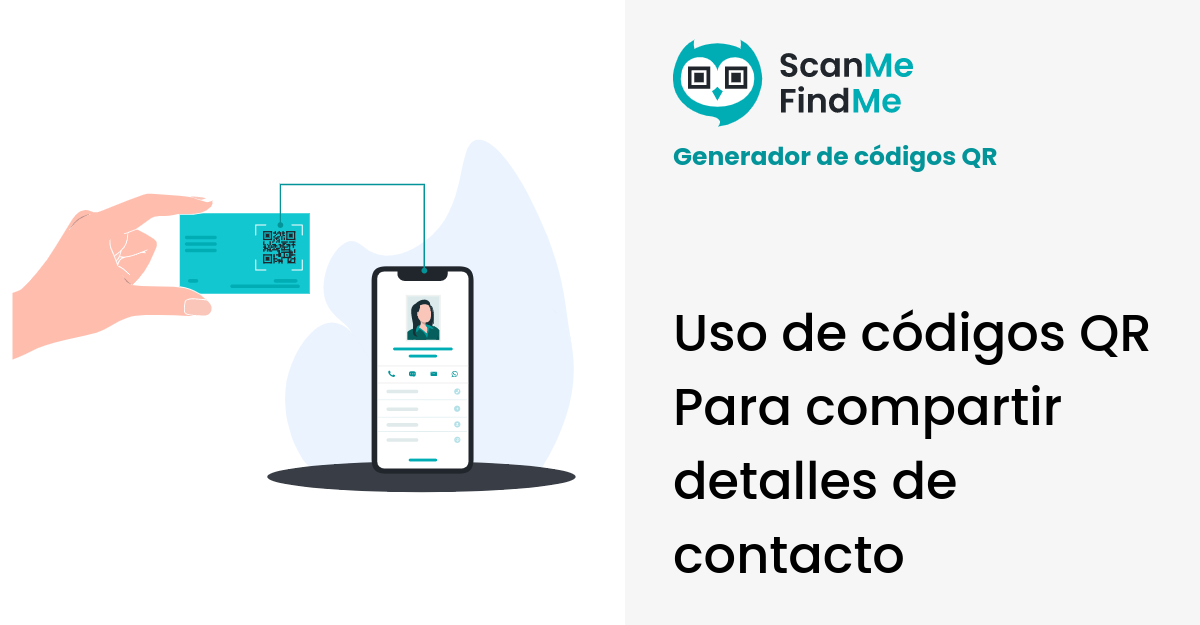 ScanMe
FindMe
Generador de códigos QR
Uso de códigos QR
Para compartir
detalles de
contacto